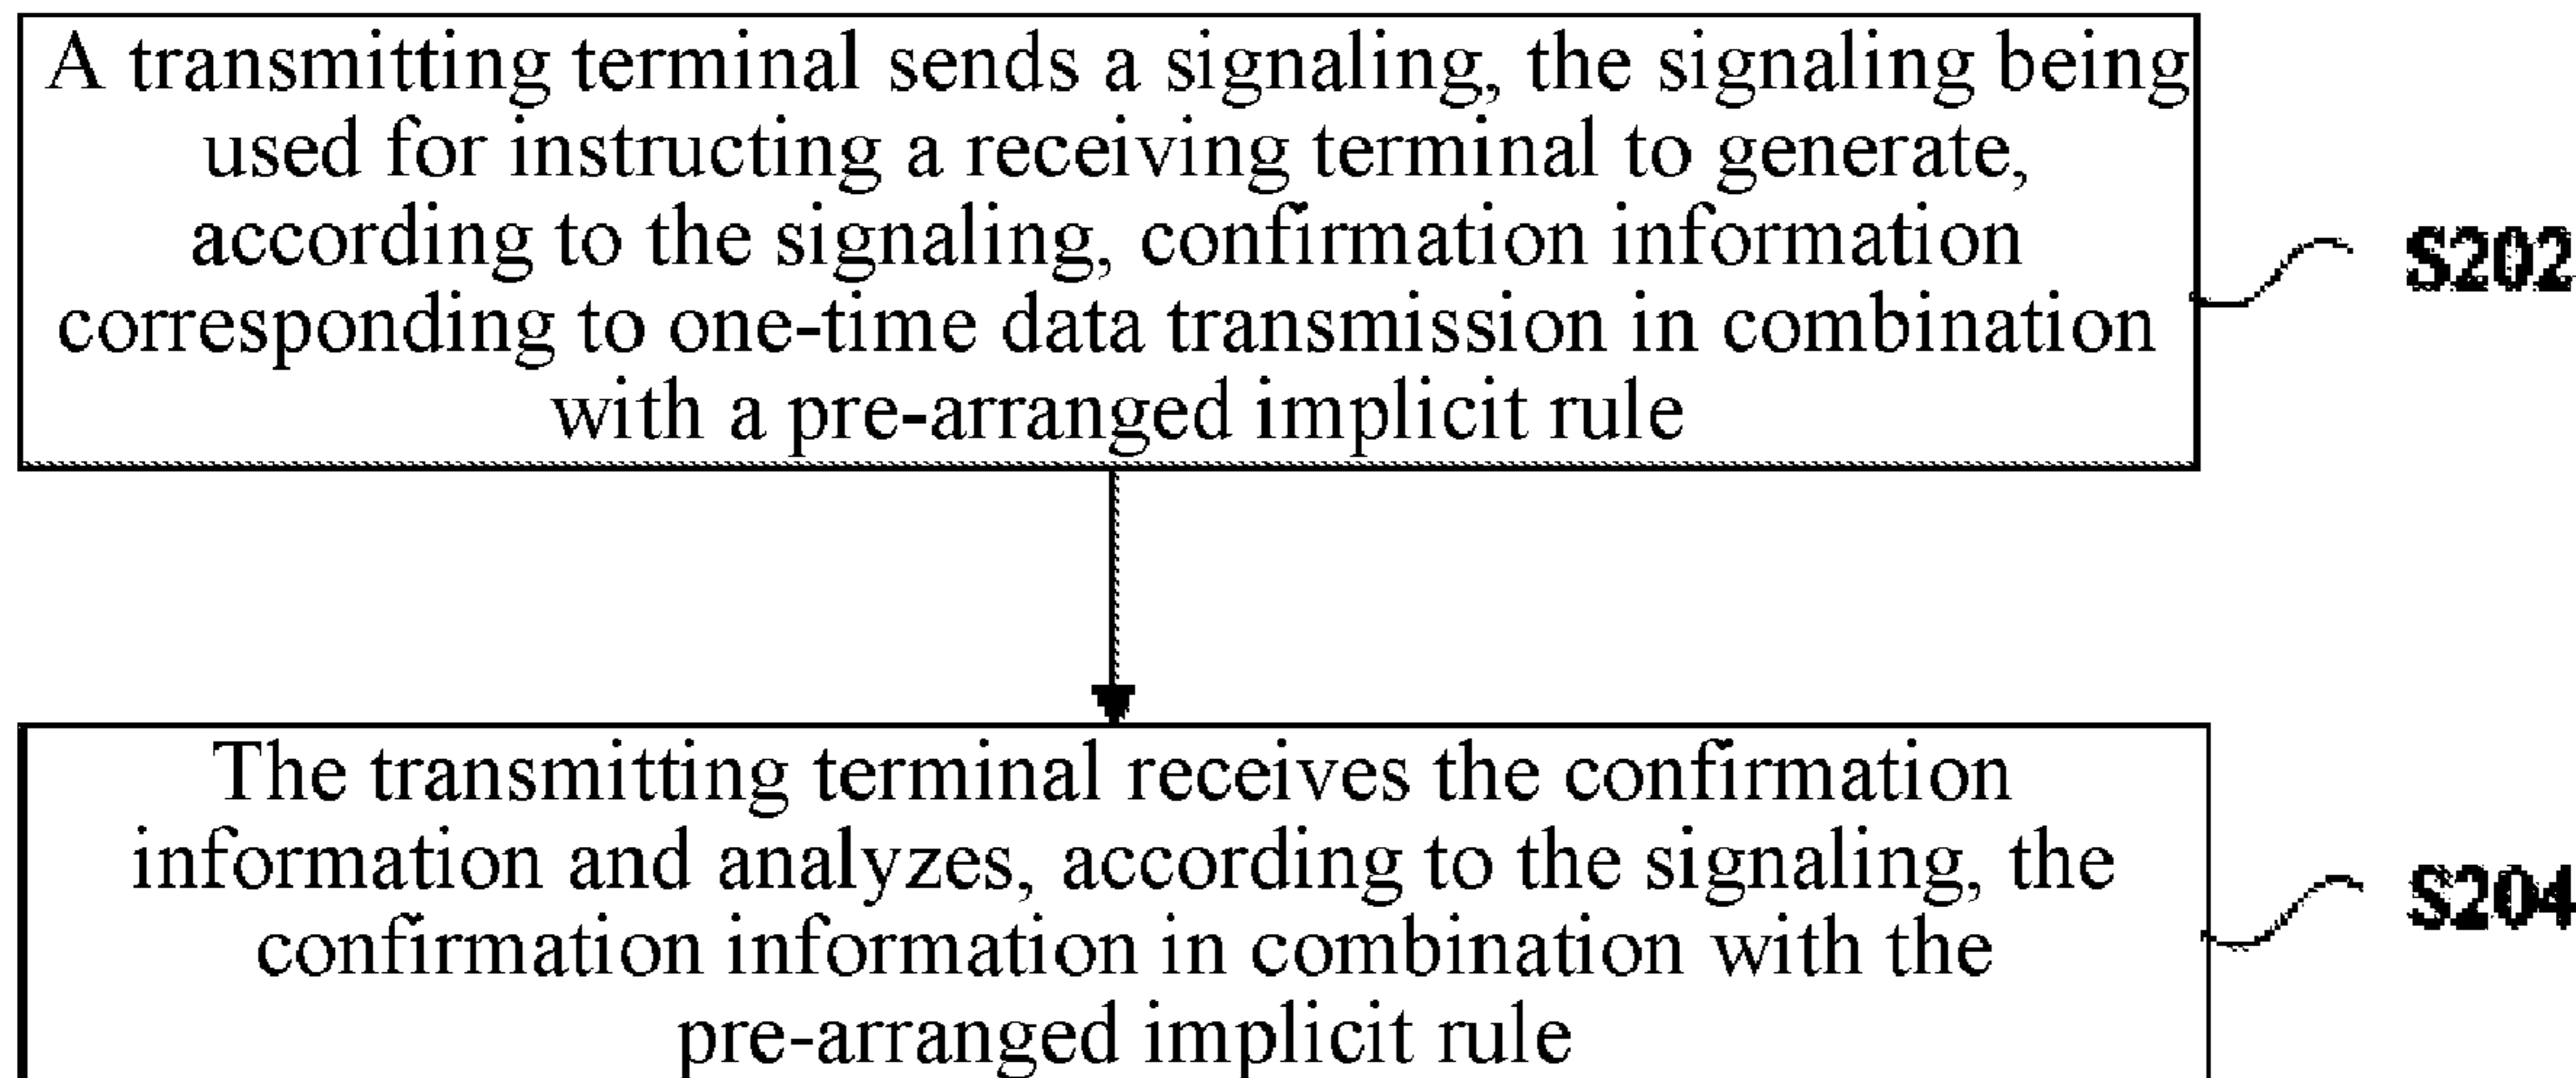 A transmitting terminal sends a signaling, the signaling being
used for instructing a receiving terminal to generate,
according to the signaling, confirmation information
corresponding to one-time data transmission in combination
with a pre-arranged implicit rule
S202
The transmitting terminal receives the confirmation
information and analyzes, according to the signaling, the
confirmation information in combination with the
pre-arranged implicit rule
S204